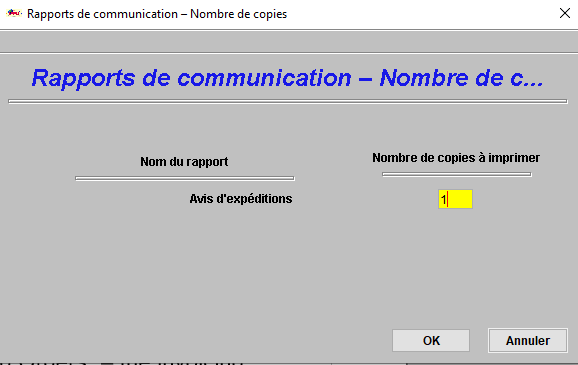 Rapports de communication – Nombre de copies
Rapports de communication – Nombre de c...
Nom du rapport
Nombre de copies à imprimer
Avis d'expéditions
1
OK
Annuler